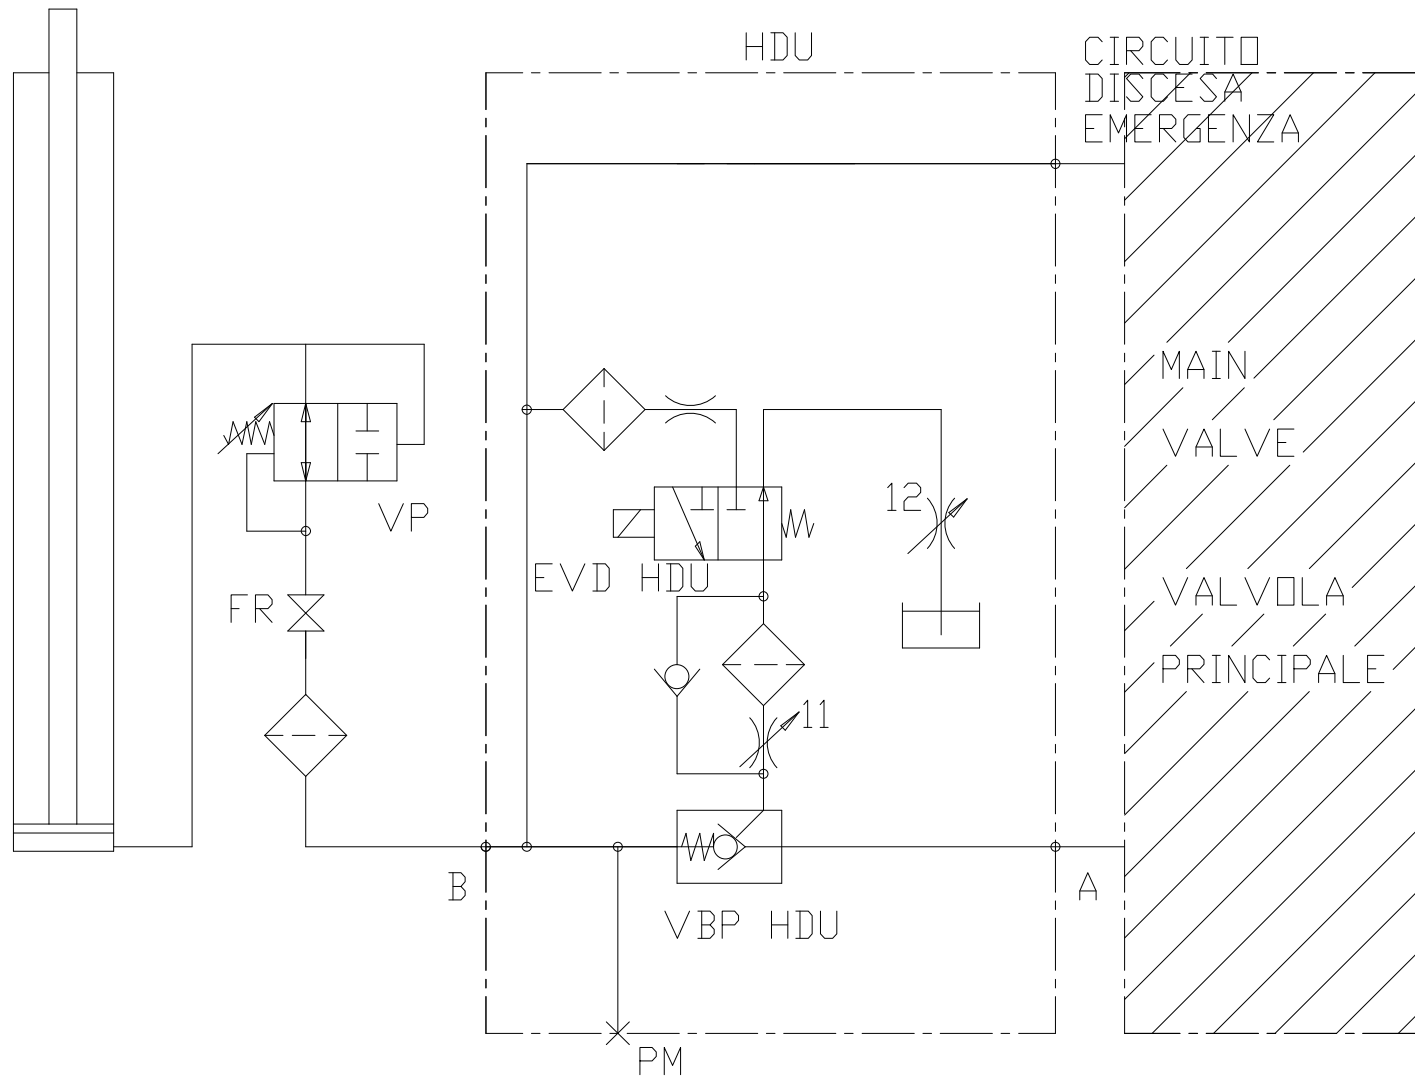 HDU
CIRCUITO
DISCESA
EMERGENZA
MAIN
VALVE
VP
12
EVD HDU
FR
VALVOLA
PRINCIPALE
11
B
A
VBP HDU
PM